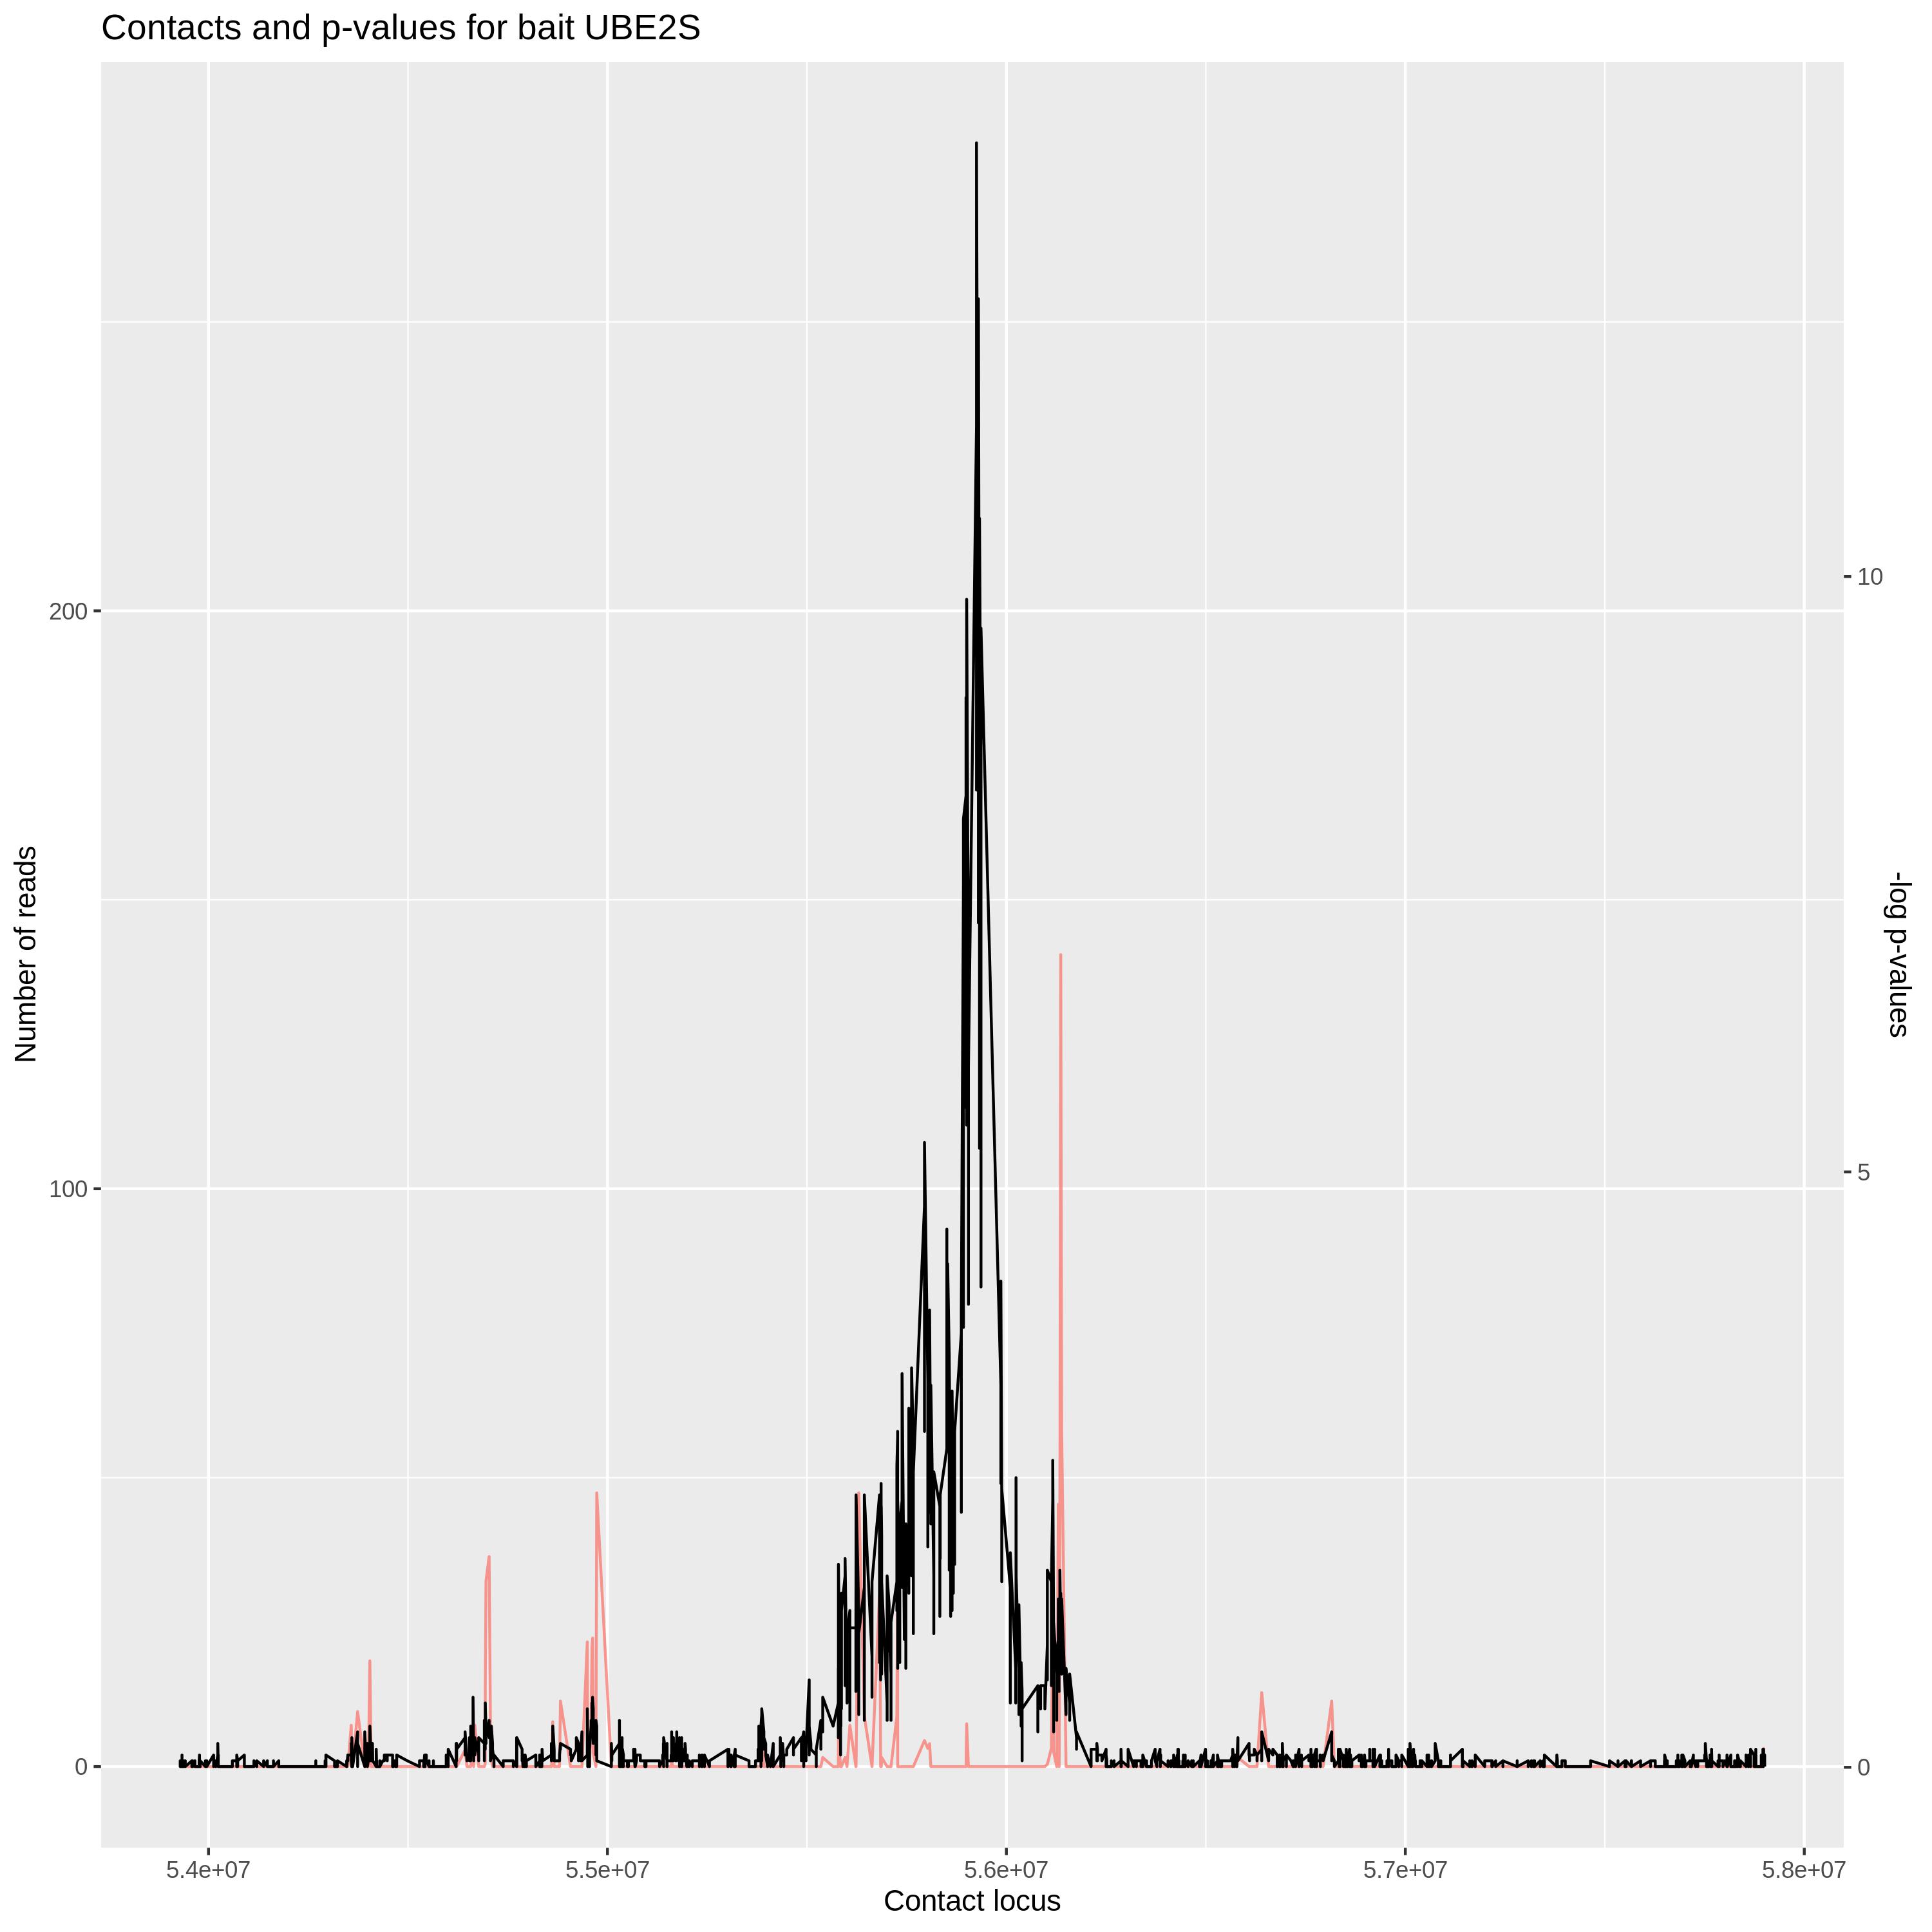 Contacts and p-values for bait UBE2S
Number of reads
200
100
0
10
5
0
-log p-values
5.4e+07
5.5e+07
5.6e+07
5.7e+07
5.8e+07
Contact locus